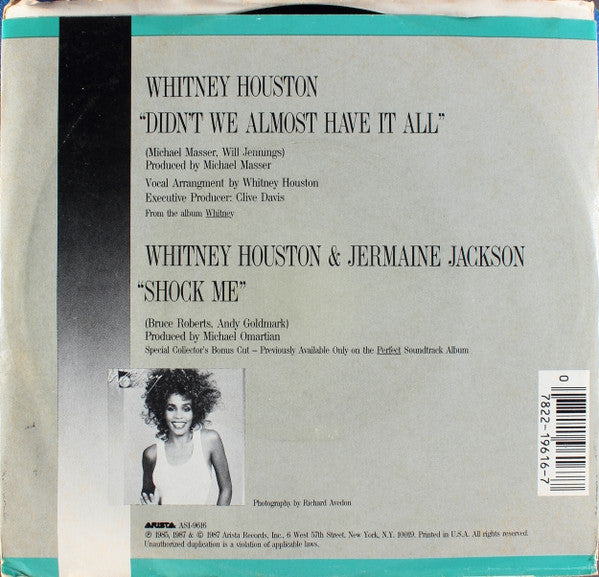 WHITNEY HOUSTON
“DIDN'T WE ALMOST HAVE IT ALL”
(Michael Masser, Will Jennings)
Produced by Michael Masser
Vocal Arrangment by Whitney Houston
Executive Producer: Clive Davis
From the album Whitney
WHITNEY HOUSTON & JERMAINE JACKSON
“SHOCK ME”
(Bruce Roberts, Andy Goldmark)
Produced by Michael Omartian
Special Collector's Bonus Cut – Previously Available Only on the Perfect Soundtrack Album
0
7822-19616-7
Photography by Richard Avedon
ARISTA AS1-9616
℗ 1985, 1987 & © 1987 Arista Records, Inc., 6 West 57th Street, New York, N.Y. 10019. Printed in U.S.A. All rights reserved.
Unauthorized duplication is a violation of applicable laws.